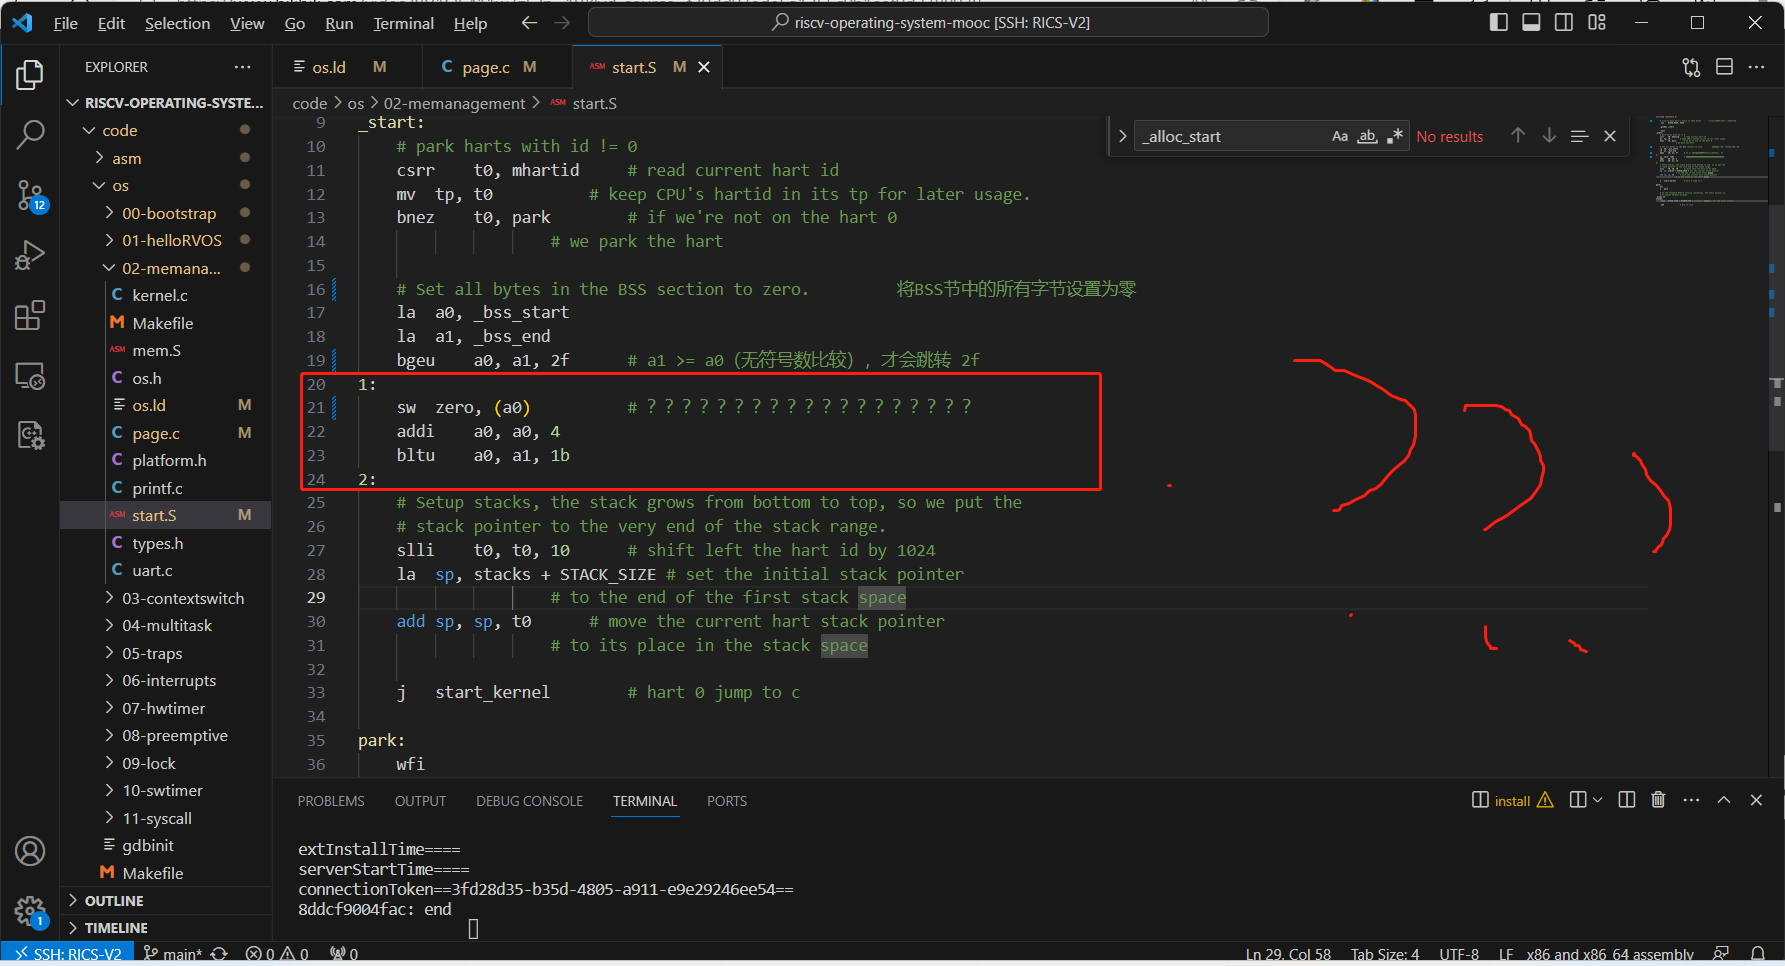 File Edit Selection View Go Run Terminal Help
riscv-operating-system-mooc [SSH: RICS-V2]
EXPLORER
RISCV-OPERATING-SYSTE...
code
asm
os
00-bootstrap
01-helloRVOS
02-memana...
kernel.c
Makefile
mem.S
os.h
os.ld M
page.c M
platform.h
printf.c
start.S M
types.h
uart.c
03-contextswitch
04-multitask
05-traps
06-interrupts
07-hwtimer
08-preemptive
09-lock
10-swtimer
11-syscall
gdbinit
Makefile
OUTLINE
TIMELINE
12
1
os.ld M page.c M start.S M
code > os > 02-memanagement > start.S
_alloc_start Aa ab No results
9 _start:
10 # park harts with id != 0
11 csrr t0, mhartid # read current hart id
12 mv tp, t0 # keep CPU's hartid in its tp for later usage.
13 bnez t0, park # if we're not on the hart 0
14 # we park the hart
15
16 # Set all bytes in the BSS section to zero. 将BSS节中的所有字节设置为零
17 la a0, _bss_start
18 la a1, _bss_end
19 bgeu a0, a1, 2f # a1 >= a0（无符号数比较）, 才会跳转 2f
20 1:
21 sw zero, (a0) # ？？？？？？？？？？？？？？？？？？？
22 addi a0, a0, 4
23 bltu a0, a1, 1b
24 2:
25 # Setup stacks, the stack grows from bottom to top, so we put the
26 # stack pointer to the very end of the stack range.
27 slli t0, t0, 10 # shift left the hart id by 1024
28 la sp, stacks + STACK_SIZE # set the initial stack pointer
29 # to the end of the first stack space
30 add sp, sp, t0 # move the current hart stack pointer
31 # to its place in the stack space
32
33 j start_kernel # hart 0 jump to c
34
35 park:
36 wfi
PROBLEMS OUTPUT DEBUG CONSOLE TERMINAL PORTS
install
extInstallTime====
serverStartTime====
connectionToken==3fd28d35-b35d-4805-a911-e9e29246ee54==
8ddcf9004fac: end
SSH: RICS-V2 main* 0 0 0 Ln 29, Col 58 Tab Size: 4 UTF-8 LF x86 and x86_64 assembly